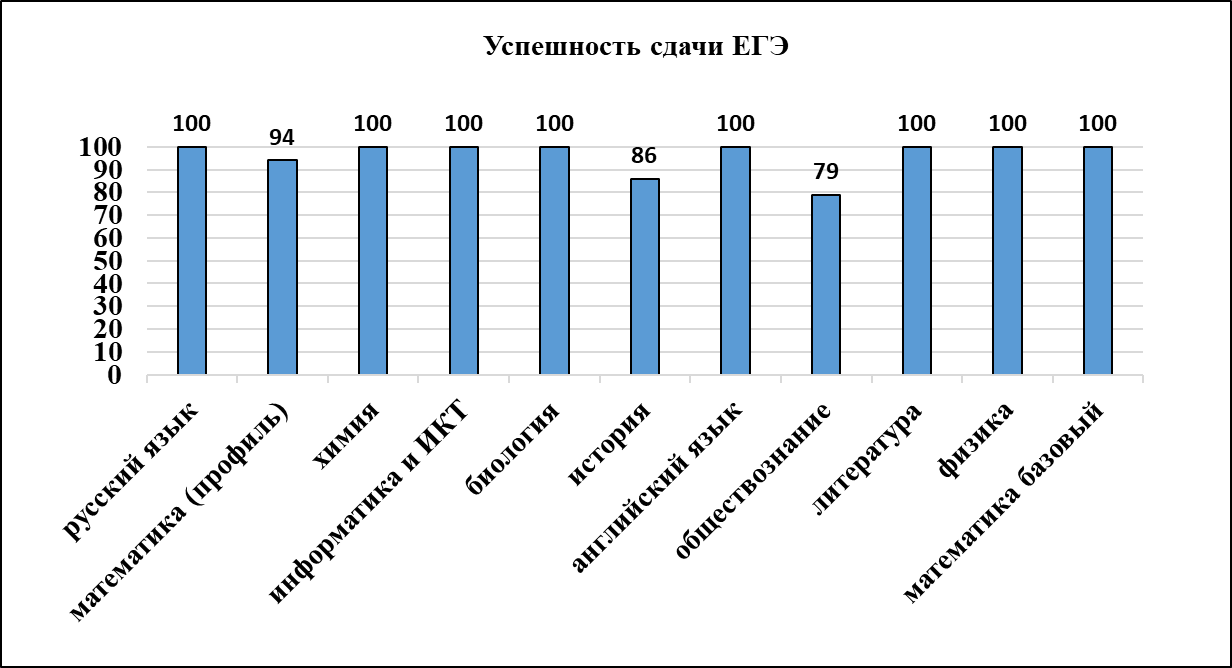 Успешность сдачи ЕГЭ
100 94 100 100 100 86 100 79 100 100 100
100
90
80
70
60
50
40
30
20
10
0
русский язык
математика (профиль)
химия
информатика и ИКТ
биология
история
английский язык
обществознание
литература
физика
математика базовый